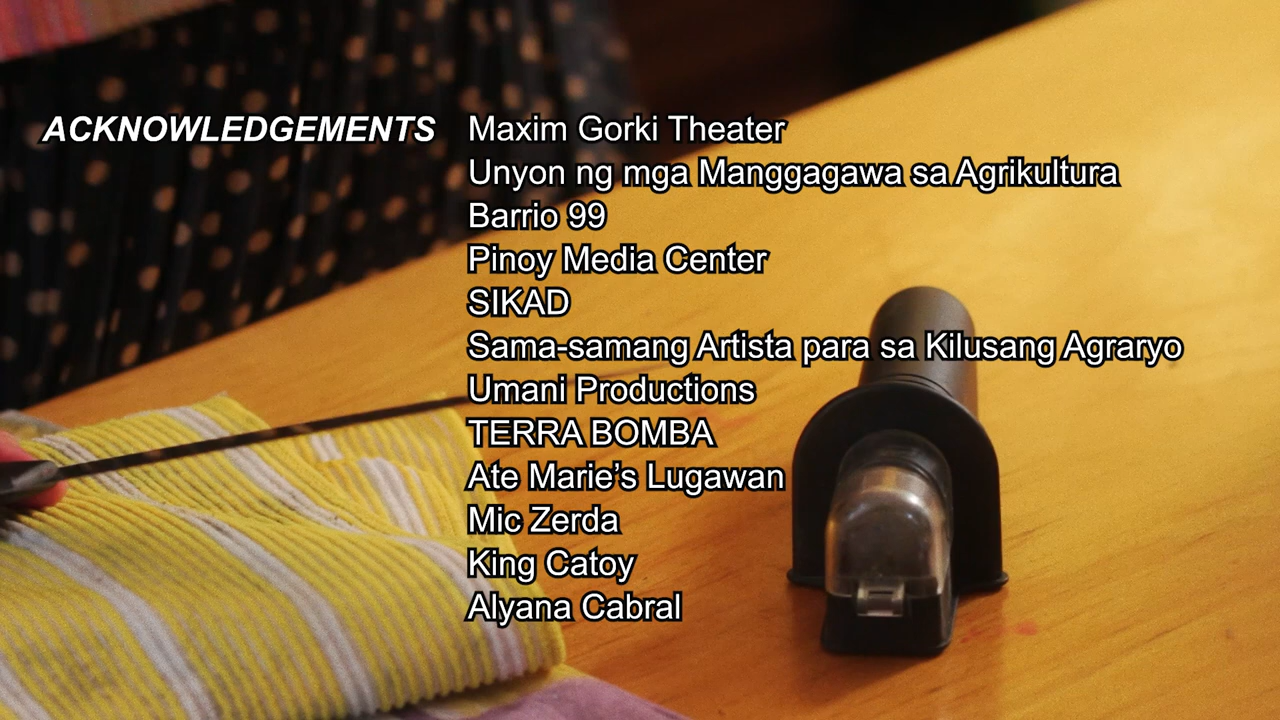 ACKNOWLEDGEMENTS
Maxim Gorki Theater
Unyon ng mga Manggagawa sa Agrikultura
Barrio 99
Pinoy Media Center
SIKAD
Sama-samang Artista para sa Kilusang Agraryo
Umani Productions
TERRA BOMBA
Ate Marie’s Lugawan
Mic Zerda
King Catoy
Alyana Cabral